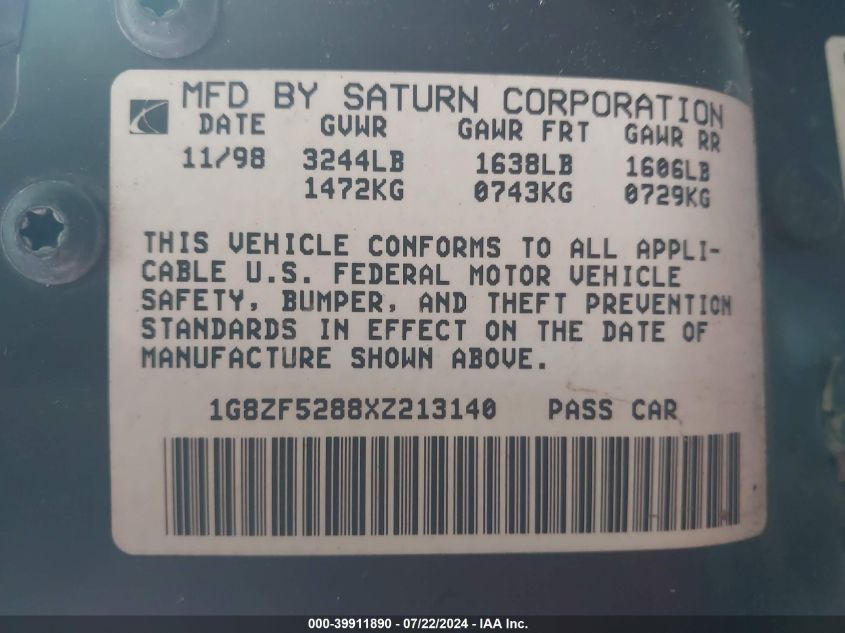 MFD BY SATURN CORPORATION
DATE GVWR GAWR FRT GAWR RR
11/98 3244LB 1638LB 1606LB
1472KG 0743KG 0729KG
THIS VEHICLE CONFORMS TO ALL APPLI-
CABLE U.S. FEDERAL MOTOR VEHICLE
SAFETY, BUMPER, AND THEFT PREVENTION
STANDARDS IN EFFECT ON THE DATE OF
MANUFACTURE SHOWN ABOVE.
1G8ZF5288XZ213140 PASS CAR
000-39911890 - 07/22/2024 - IAA Inc.